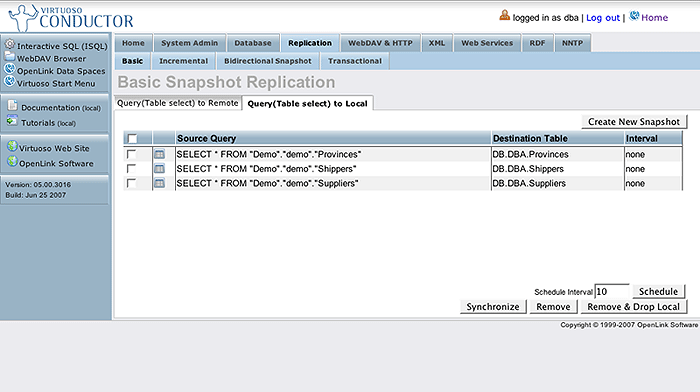 VIRTUOSO
CONDUCTOR
logged in as dba | Log out | Home
Interactive SQL (ISQL)
WebDAV Browser
OpenLink Data Spaces
Virtuoso Start Menu
Documentation (local)
Tutorials (local)
Virtuoso Web Site
OpenLink Software
Version: 05.00.3016
Build: Jun 25 2007
Home System Admin Database Replication WebDAV & HTTP XML Web Services RDF NNTP
Basic Incremental Bidirectional Snapshot Transactional
Basic Snapshot Replication
Query(Table select) to Remote Query(Table select) to Local
Create New Snapshot
Source Query Destination Table Interval
SELECT * FROM "Demo"."demo"."Provinces" DB.DBA.Provinces none
SELECT * FROM "Demo"."demo"."Shippers" DB.DBA.Shippers none
SELECT * FROM "Demo"."demo"."Suppliers" DB.DBA.Suppliers none
Schedule Interval 10 Schedule
Synchronize Remove Remove & Drop Local
Copyright © 1999-2007 OpenLink Software